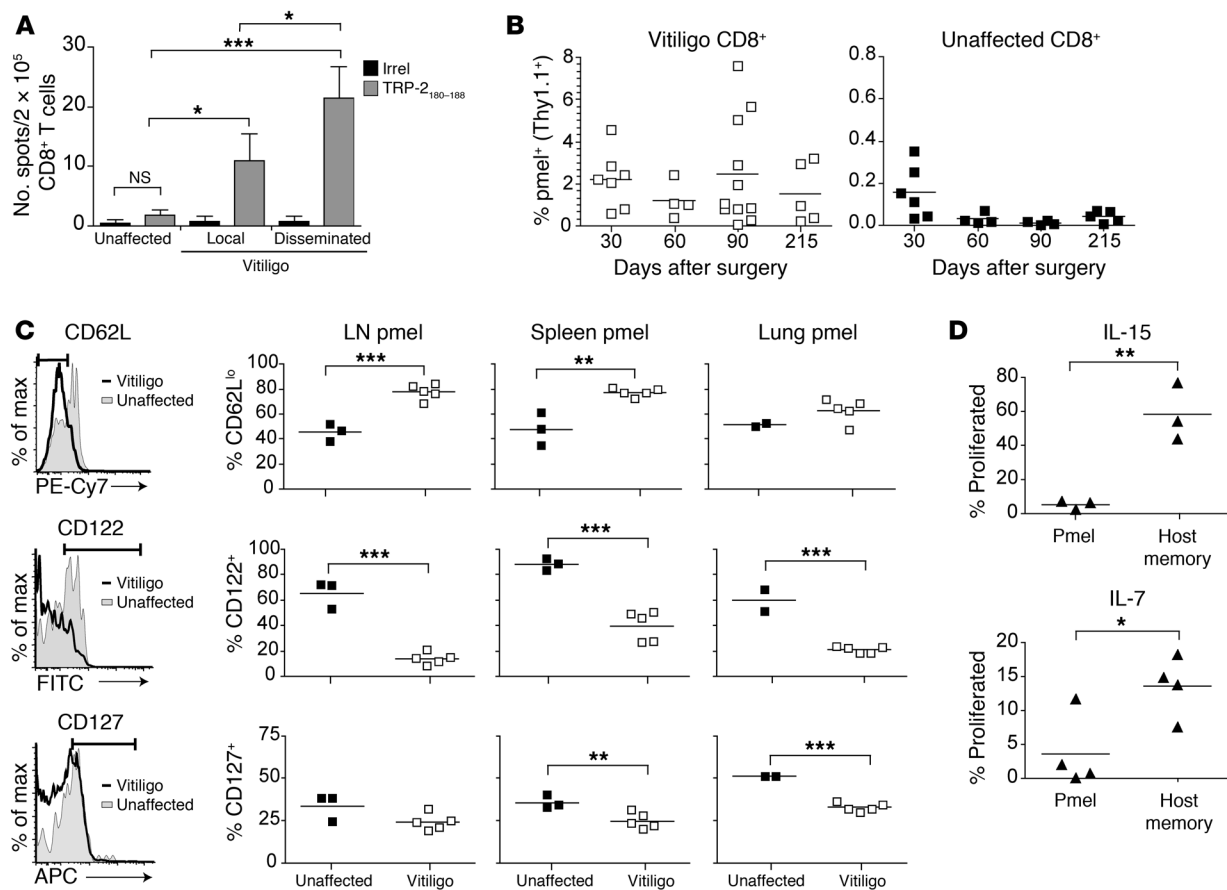 A
No. spots/2 × 10⁵
CD8⁺ T cells
30
20
10
0
*
***
*
NS
Irrel
TRP-2₁₈₀₋₁₈₈
Unaffected
Local
Disseminated
Vitiligo
B
Vitiligo CD8⁺
% pmel⁺ (Thy1.1⁺)
8
6
4
2
0
30 60 90 215
Days after surgery
Unaffected CD8⁺
0.8
0.6
0.4
0.2
0.0
30 60 90 215
Days after surgery
C
CD62L
Vitiligo
Unaffected
% of max
PE-Cy7
LN pmel
Spleen pmel
Lung pmel
% CD62Lˡᵒ
100
80
60
40
20
0
***
**
CD122
Vitiligo
Unaffected
% of max
FITC
% CD122⁺
100
80
60
40
20
0
***
***
***
CD127
Vitiligo
Unaffected
% of max
APC
% CD127⁺
75
50
25
0
**
***
Unaffected Vitiligo
Unaffected Vitiligo
Unaffected Vitiligo
D
IL-15
**
% Proliferated
80
60
40
20
0
Pmel
Host
memory
IL-7
*
% Proliferated
20
15
10
5
0
Pmel
Host
memory